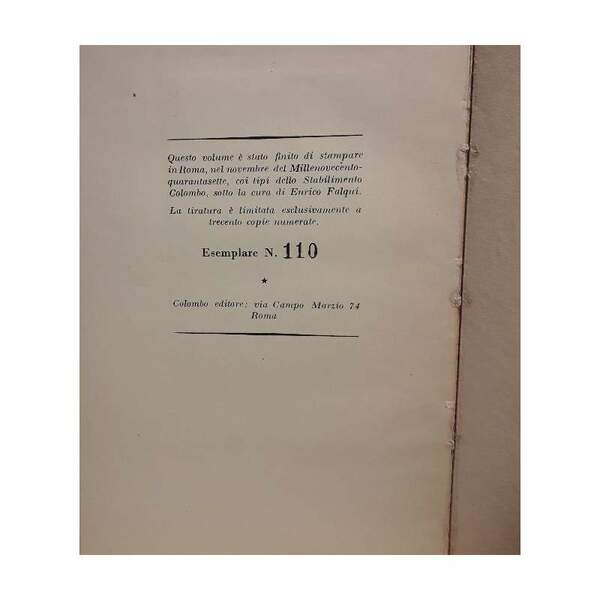 Questo volume è stato finito di stampare
in Roma, nel novembre del Millenovecento-
quarantasette, coi tipi dello Stabilimento
Colombo, sotto la cura di Enrico Falqui.
La tiratura è limitata esclusivamente a
trecento copie numerate.
Esemplare N. 110
★
Colombo editore; via Campo Marzio 74
Roma